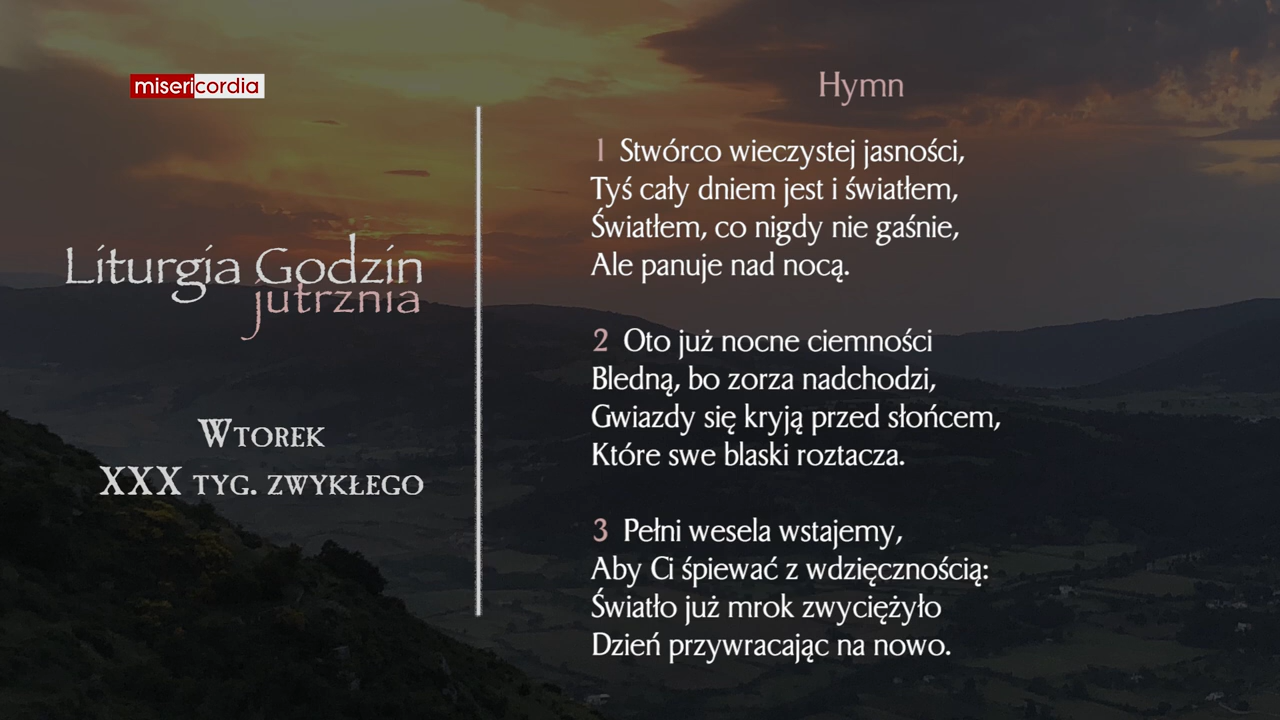 misericordia
Liturgia Godzin
jutrznia
Wtorek
XXX tyg. zwykłego
Hymn
1 Stwórco wieczystej jasności,
Tyś cały dniem jest i światłem,
Światłem, co nigdy nie gaśnie,
Ale panuje nad nocą.
2 Oto już nocne ciemności
Bledną, bo zorza nadchodzi,
Gwiazdy się kryją przed słońcem,
Które swe blaski roztacza.
3 Pełni wesela wstajemy,
Aby Ci śpiewać z wdzięcznością:
Światło już mrok zwyciężyło
Dzień przywracając na nowo.